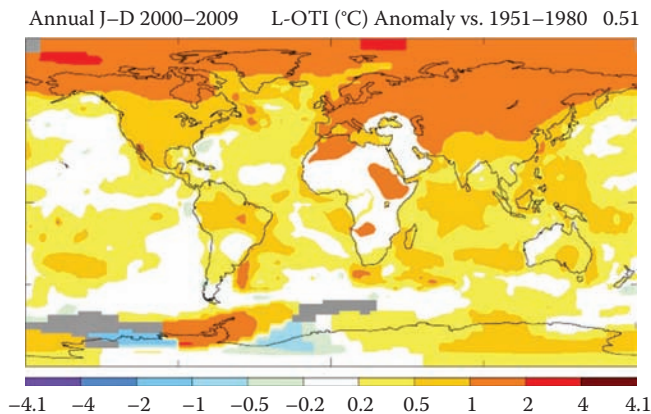 Annual J–D 2000–2009 L-OTI (°C) Anomaly vs. 1951–1980 0.51
–4.1 –4 –2 –1 –0.5 –0.2 0.2 0.5 1 2 4 4.1